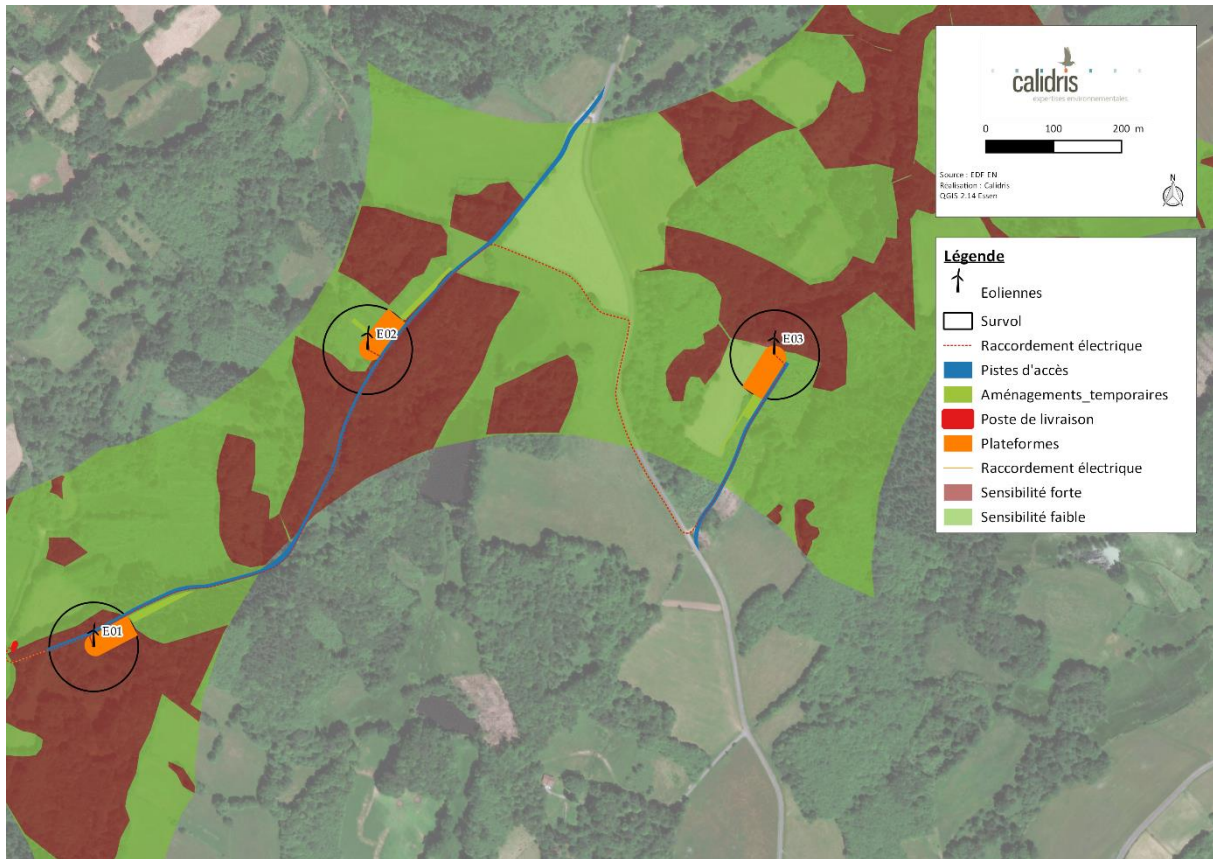 calidris
expertises environnementales
0 100 200 m
Source : EDF EN
Réalisation : Calidris
QGIS 2.14 Essen
N
Légende
Eoliennes
Survol
Raccordement électrique
Pistes d'accès
Aménagements_temporaires
Poste de livraison
Plateformes
Raccordement électrique
Sensibilité forte
Sensibilité faible
E02
E03
E01